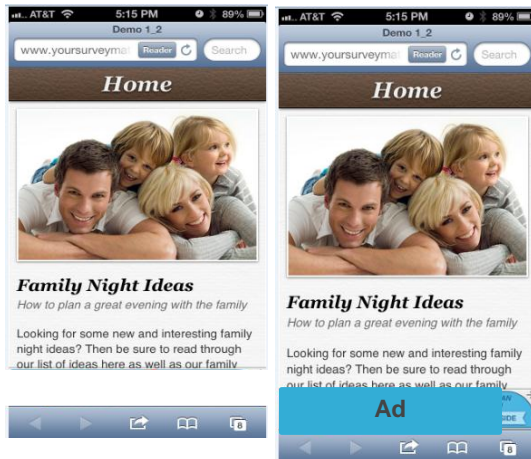 AT&T 5:15 PM 89%
Demo 1_2
www.yoursurveyma Reader Search
Home
Family Night Ideas
How to plan a great evening with the family
Looking for some new and interesting family
night ideas? Then be sure to read through
our list of ideas here as well as our family
8
AT&T 5:15 PM 89%
Demo 1_2
www.yoursurveyma Reader Search
Home
Family Night Ideas
How to plan a great evening with the family
Looking for some new and interesting family
night ideas? Then be sure to read through
our list of ideas here as well as our family
Ad
8